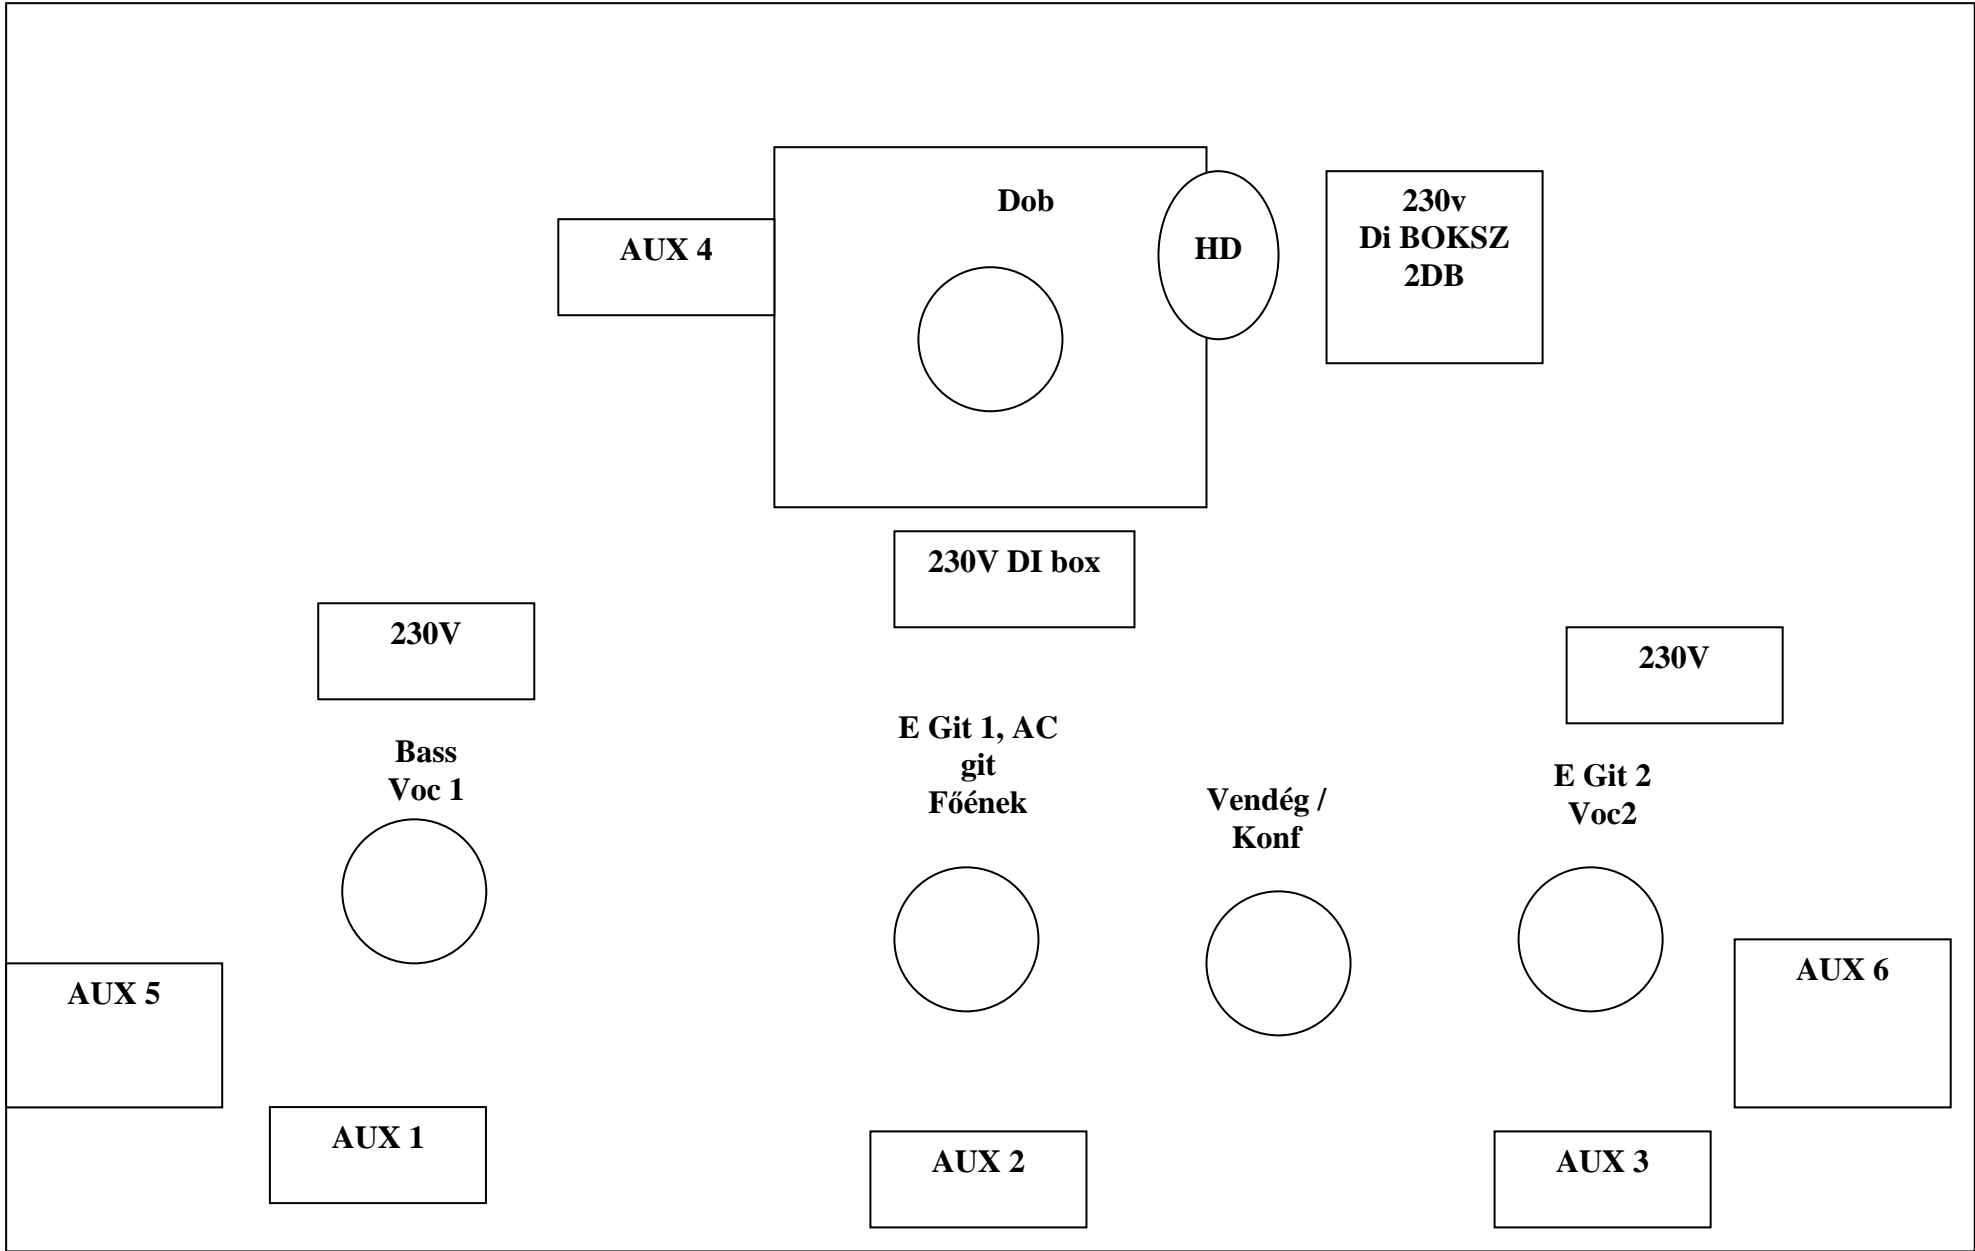 Dob
AUX 4
HD
230v
Di BOKSZ
2DB
230V DI box
230V
230V
Bass
Voc 1
E Git 1, AC
git
Főének
Vendég /
Konf
E Git 2
Voc2
AUX 5
AUX 6
AUX 1
AUX 2
AUX 3